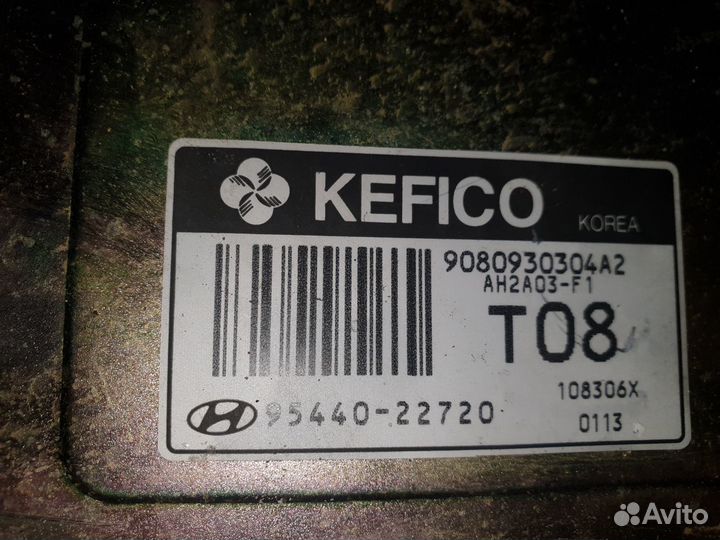 KEFICO
KOREA
9080930304A2
AH2A03-F1
T08
108306X
95440-22720
0113
Avito